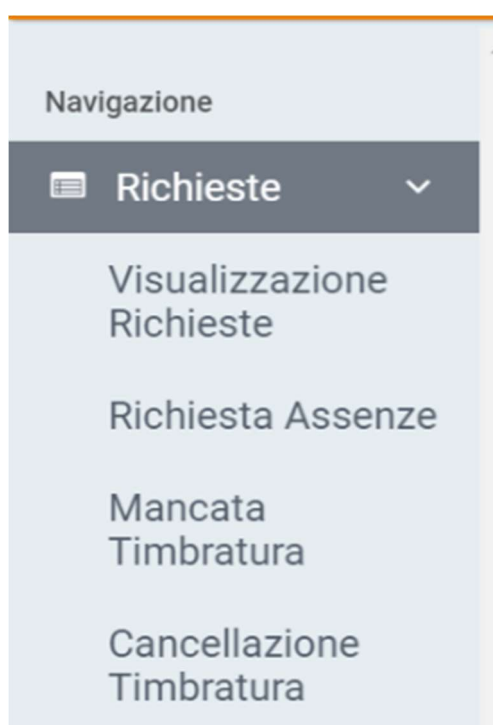 Navigazione
Richieste
Visualizzazione
Richieste
Richiesta Assenze
Mancata
Timbratura
Cancellazione
Timbratura